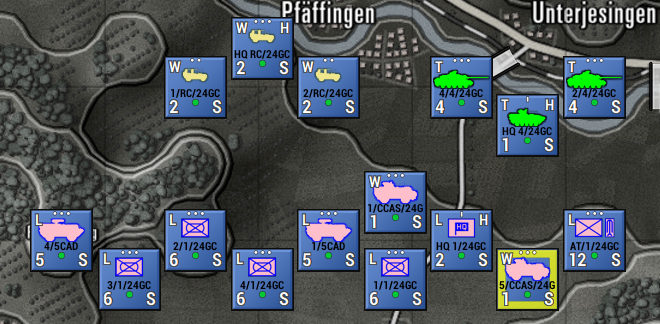 Pfäffingen
Unterjesingen
W H
HQ RC/24GC
2 S
W
1/RC/24GC
2 S
W
2/RC/24GC
2 S
T
4/4/24GC
4 S
T
2/4/24GC
4 S
T H
HQ 4/24GC
1 S
W
1/CCAS/24G
1 S
L
4/5CAD
5 S
L
2/1/24GC
6 S
L
1/5CAD
5 S
L H
HQ
HQ 1/24GC
2 S
L
AT/1/24GC
12 S
L
3/1/24GC
6 S
L
4/1/24GC
6 S
L
1/1/24GC
6 S
W
5/CCAS/24G
1 S